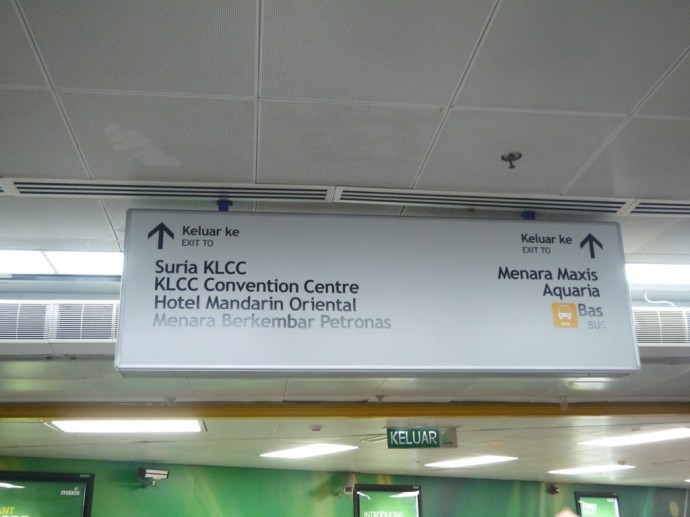 Keluar ke
EXIT TO
Suria KLCC
KLCC Convention Centre
Hotel Mandarin Oriental
Menara Berkembar Petronas
Keluar ke
EXIT TO
Menara Maxis
Aquaria
Bas
BUS
KELUAR
maxis
INTRODUCING